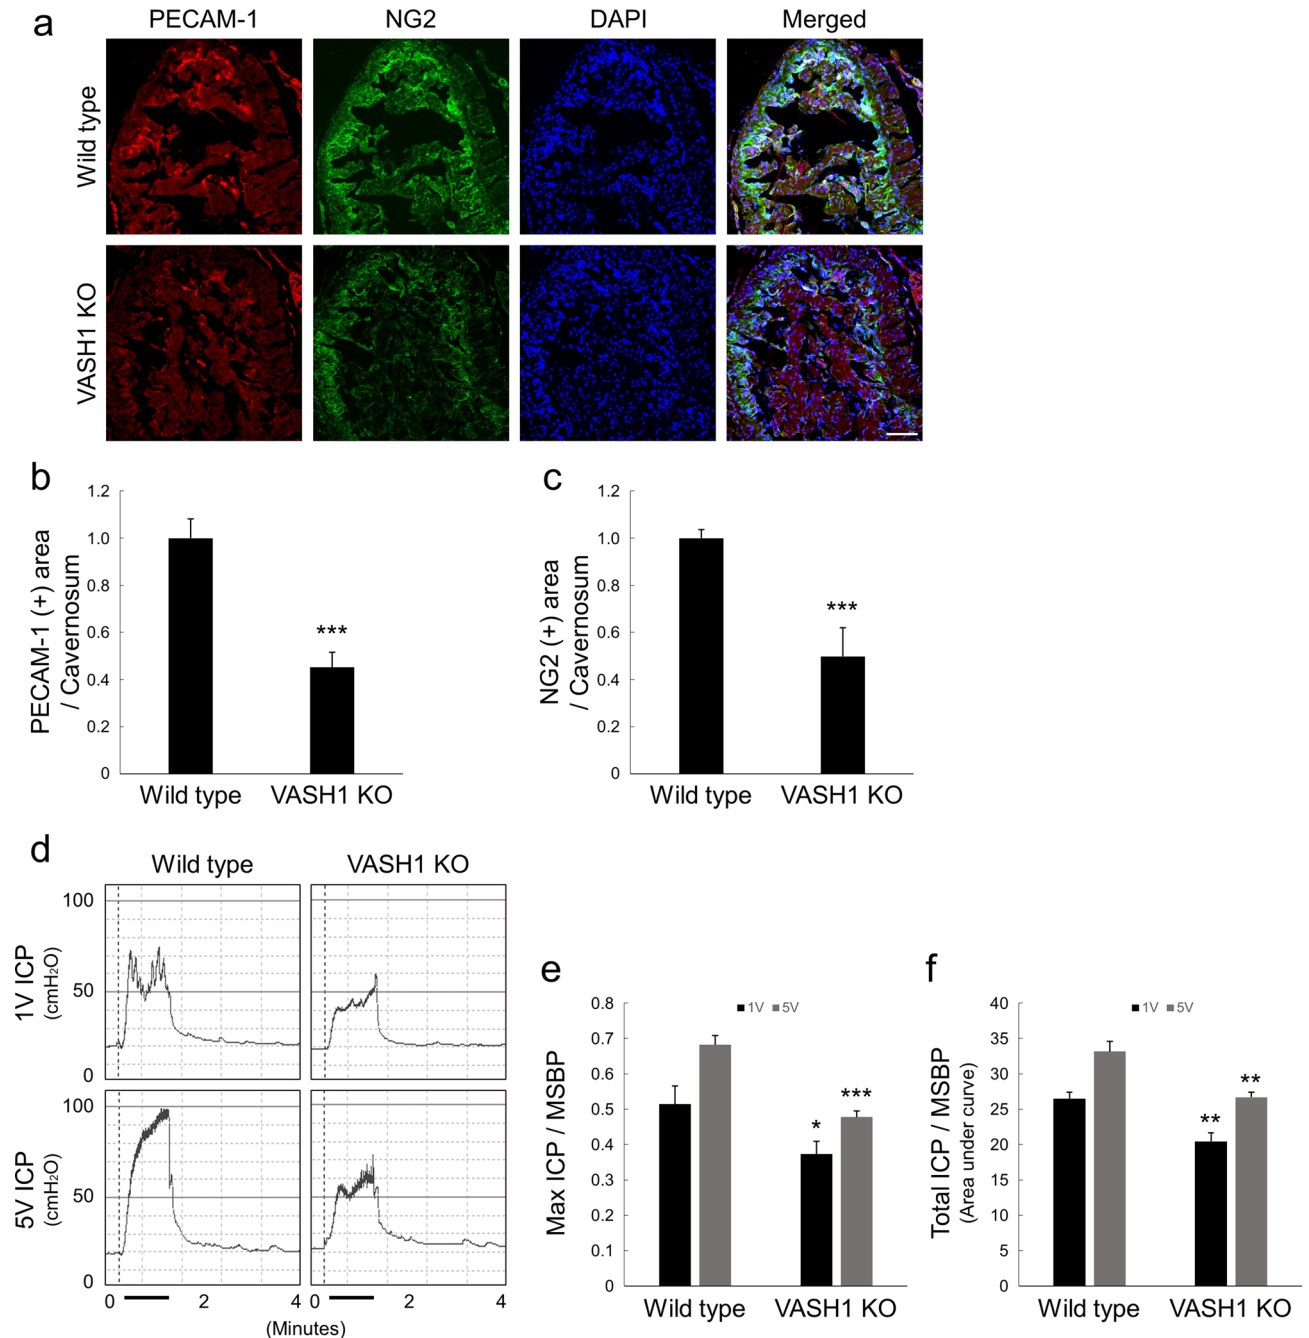 a
PECAM-1 NG2 DAPI Merged
Wild type
VASH1 KO
b
PECAM-1 (+) area
/ Cavernosum
1.2
1.0
0.8
0.6
0.4
0.2
0
***
Wild type VASH1 KO
c
NG2 (+) area
/ Cavernosum
1.2
1.0
0.8
0.6
0.4
0.2
0
***
Wild type VASH1 KO
d
Wild type VASH1 KO
1V ICP
(cmH₂O)
100
50
0
5V ICP
(cmH₂O)
100
50
0
0 2 4 0 2 4
(Minutes)
e
Max ICP / MSBP
0.8
0.7
0.6
0.5
0.4
0.3
0.2
0.1
0
1V 5V
* ***
Wild type VASH1 KO
f
Total ICP / MSBP
(Area under curve)
40
35
30
25
20
15
10
5
0
1V 5V
** **
Wild type VASH1 KO